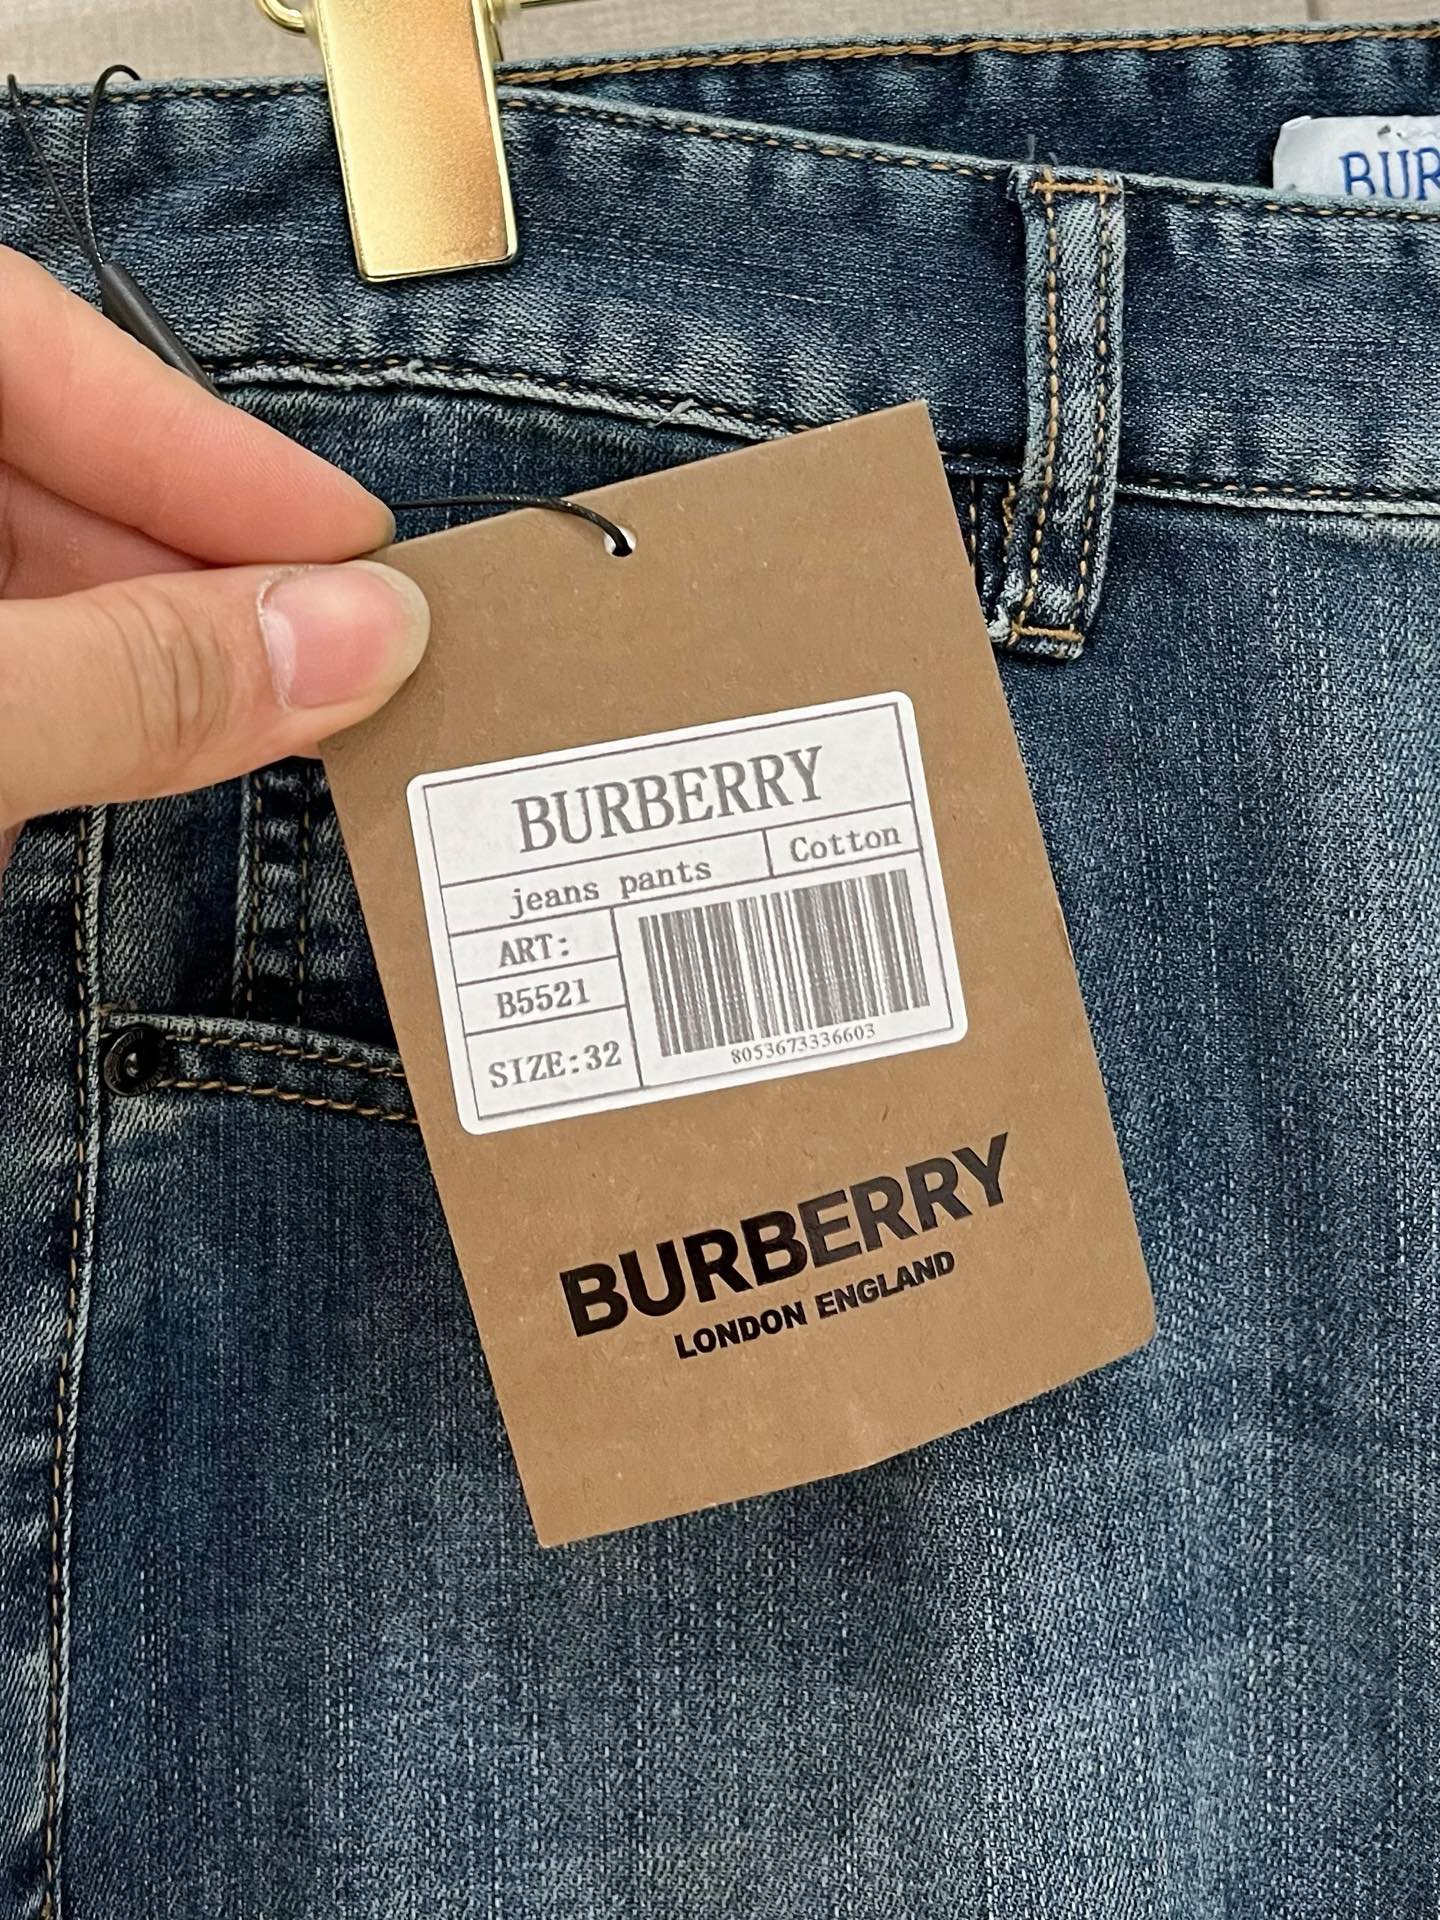 BUR
BURBERRY
jeans pants Cotton
ART:
B5521
SIZE:32
8053673336603
BURBERRY
LONDON ENGLAND